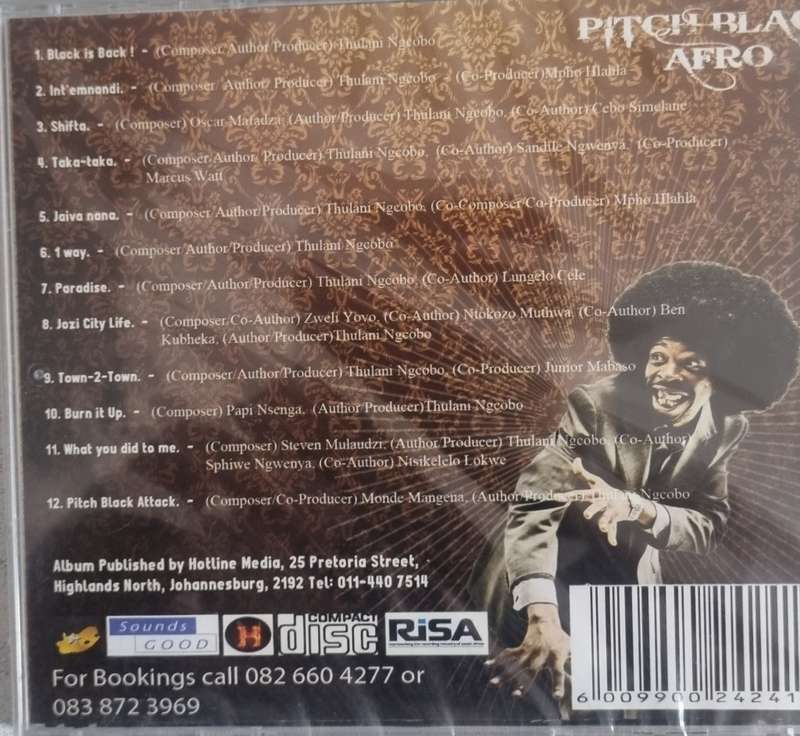 PITCH BLAC
AFRO
1. Black is Back ! - (Composer/Author/Producer) Thulani Ngcobo
2. Int'emnandi. - (Composer/ Author/ Producer) Thulani Ngcobo - (Co-Producer)Mpho Hlahla
3. Shifta. - (Composer) Oscar Mafadza, (Author/Producer) Thulani Ngcobo, (Co-Author) Cebo Simelane
4. Taka-taka. - (Composer/Author/ Producer) Thulani Ngcobo, (Co-Author) Sandile Ngwenya, (Co-Producer)
Marcus Watt
5. Jaiva nana. - (Composer/Author/Producer) Thulani Ngcobo, (Co-Composer/Co-Producer) Mpho Hlahla
6. 1 way. - (Composer/Author/Producer) Thulani Ngcobo
7. Paradise. - (Composer/Author/Producer) Thulani Ngcobo, (Co-Author) Lungelo Cele
8. Jozi City Life. - (Composer/Co-Author) Zweli Yovo, (Co-Author) Ntokozo Muthwa, (Co-Author) Ben
Kubheka, (Author/Producer)Thulani Ngcobo
9. Town-2-Town. - (Composer/Author/Producer) Thulani Ngcobo, (Co-Producer) Junior Mabaso
10. Burn it Up. - (Composer) Papi Nsenga, (Author/Producer)Thulani Ngcobo
11. What you did to me. - (Composer) Steven Mulaudzi, (Author/Producer) Thulani Ngcobo, (Co-Author)
Sphiwe Ngwenya, (Co-Author) Ntsikelelo Lokwe
12. Pitch Black Attack. - (Composer/Co-Producer) Monde Mangena, (Author/Producer) Thulani Ngcobo
Album Published by Hotline Media, 25 Pretoria Street,
Highlands North, Johannesburg, 2192 Tel: 011-440 7514
Sounds
GOOD
H
COMPACT
disc
RiSA
For Bookings call 082 660 4277 or
083 872 3969
6 009900 24241